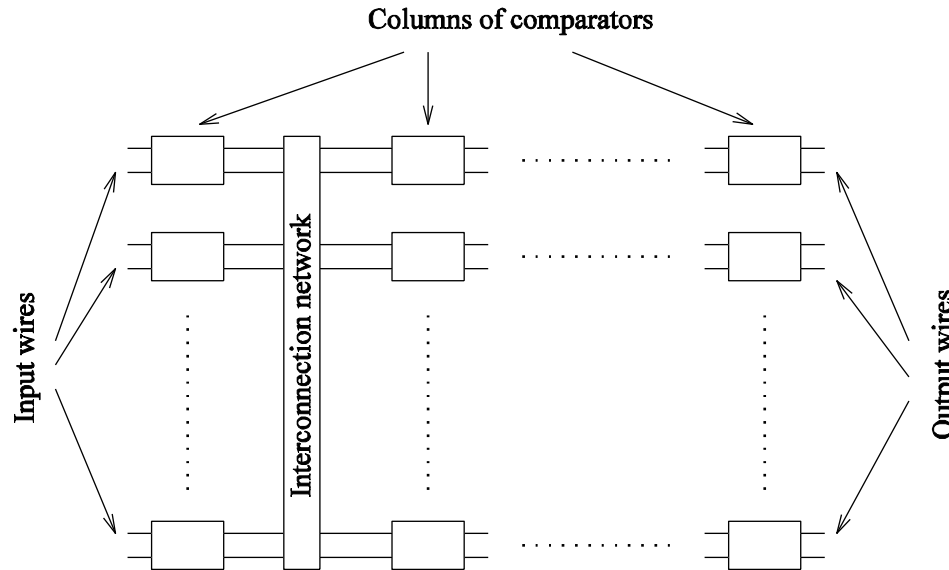 Columns of comparators
Input wires
Interconnection network
Output wires